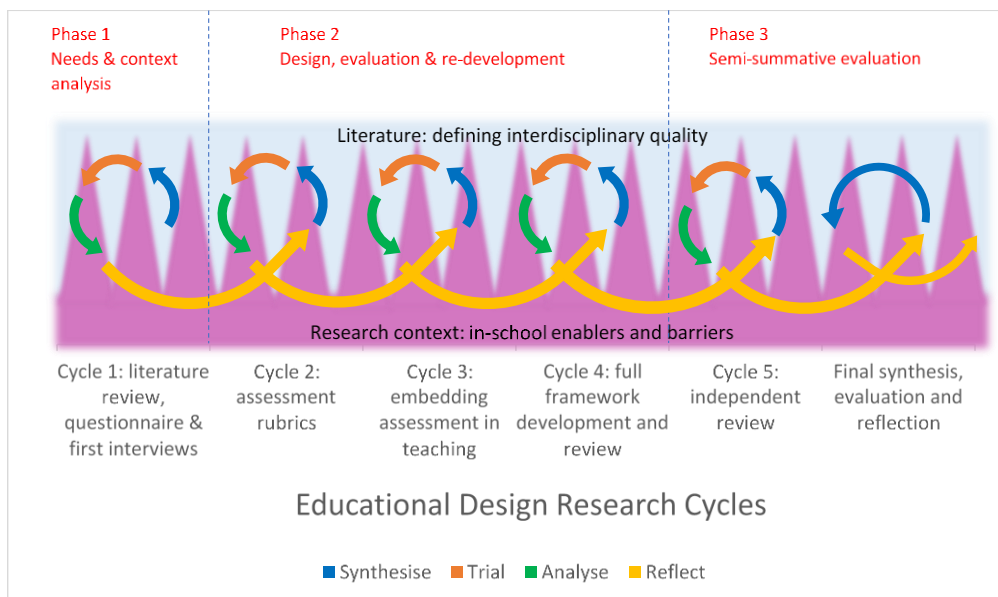 Phase 1
Needs & context
analysis
Phase 2
Design, evaluation & re-development
Phase 3
Semi-summative evaluation
Literature: defining interdisciplinary quality
Research context: in-school enablers and barriers
Cycle 1: literature
review,
questionnaire &
first interviews
Cycle 2:
assessment
rubrics
Cycle 3:
embedding
assessment in
teaching
Cycle 4: full
framework
development and
review
Cycle 5:
independent
review
Final synthesis,
evaluation and
reflection
Educational Design Research Cycles
Synthesise Trial Analyse Reflect